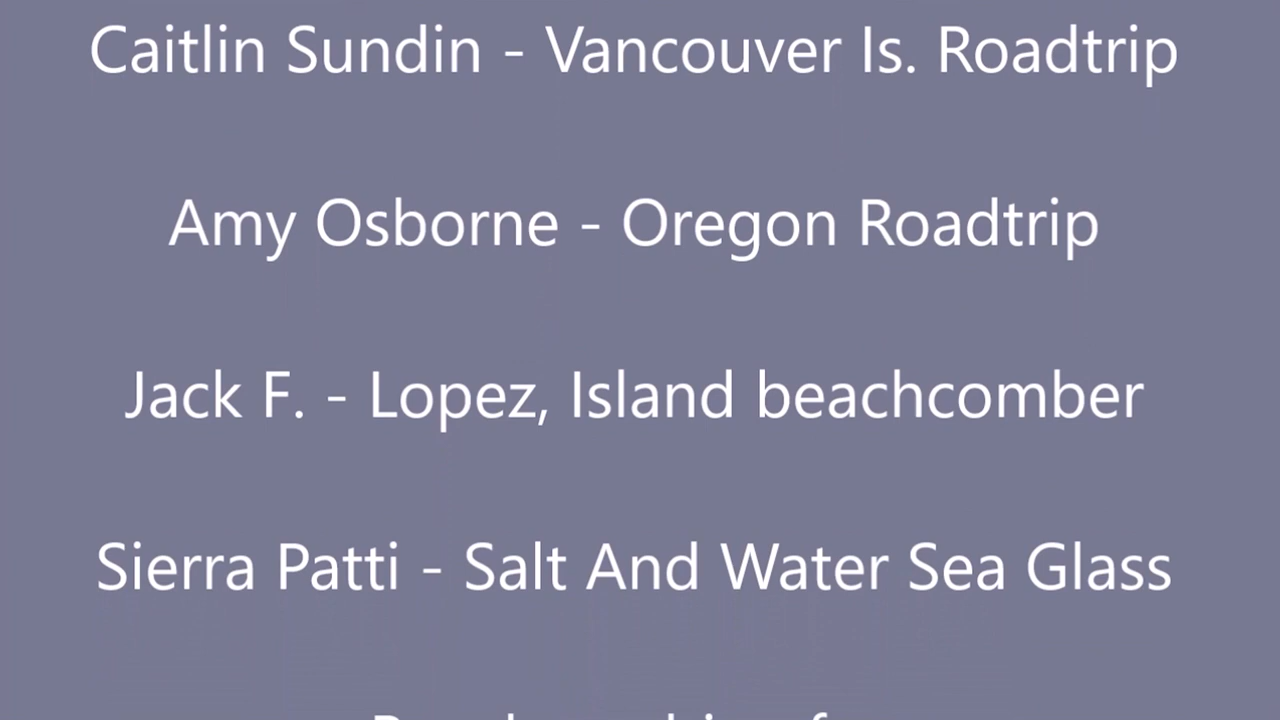 Caitlin Sundin - Vancouver Is. Roadtrip
Amy Osborne - Oregon Roadtrip
Jack F. - Lopez, Island beachcomber
Sierra Patti - Salt And Water Sea Glass